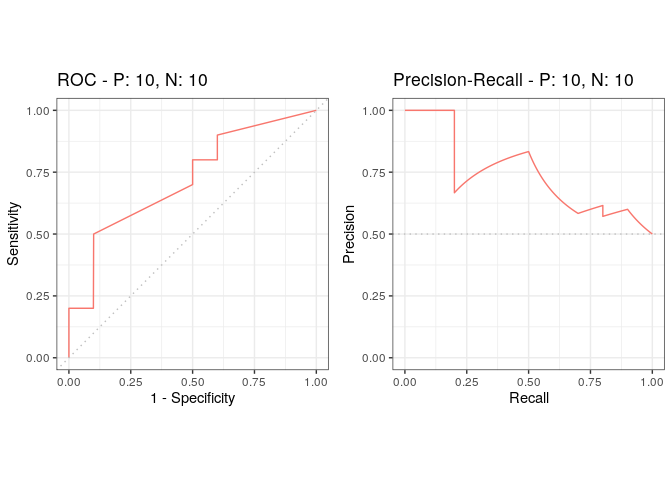 ROC - P: 10, N: 10
1.00
0.75
0.50
0.25
0.00
Sensitivity
0.00 0.25 0.50 0.75 1.00
1 - Specificity
Precision-Recall - P: 10, N: 10
1.00
0.75
0.50
0.25
0.00
Precision
0.00 0.25 0.50 0.75 1.00
Recall